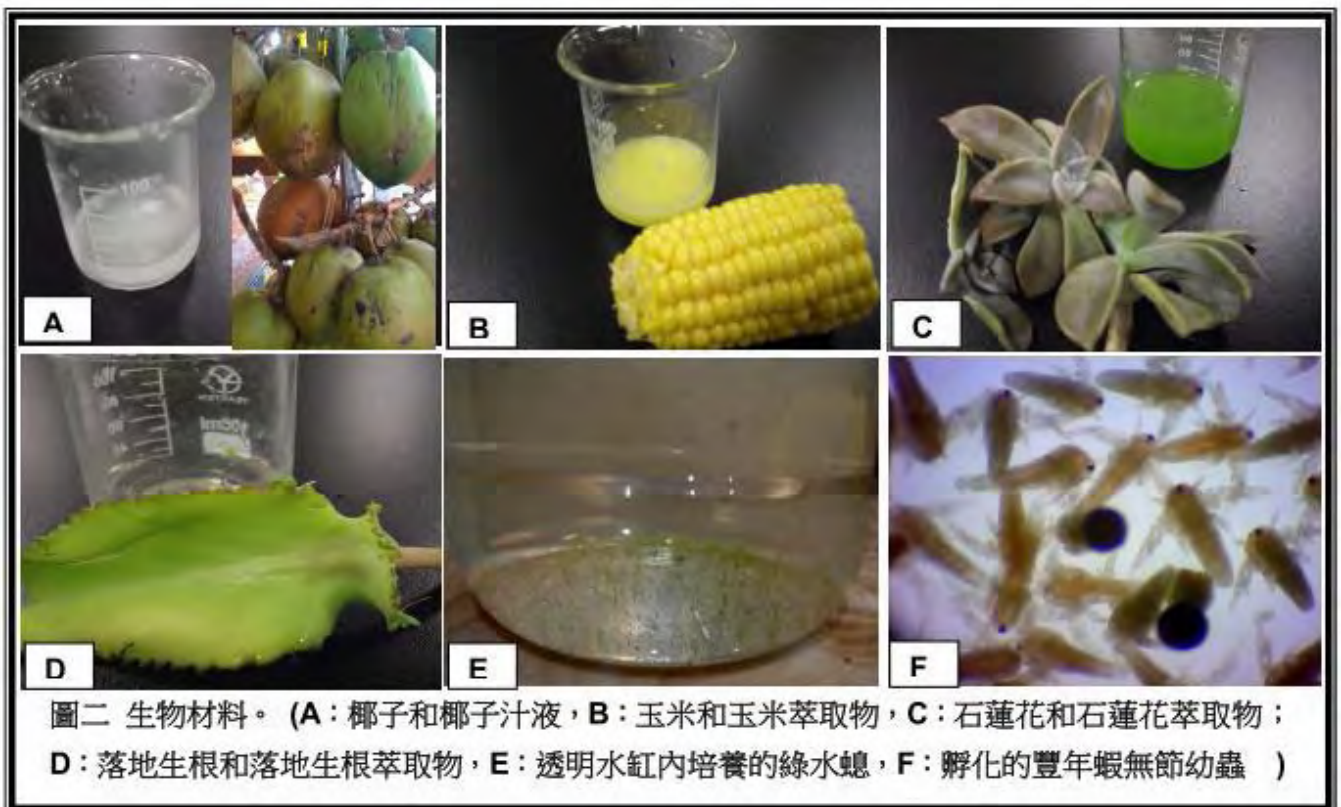 100
A
B
C
100ml
D
E
F
圖二 生物材料。 (A：椰子和椰子汁液，B：玉米和玉米萃取物，C：石蓮花和石蓮花萃取物；
D：落地生根和落地生根萃取物，E：透明水缸內培養的綠水螅，F：孵化的豐年蝦無節幼蟲 )